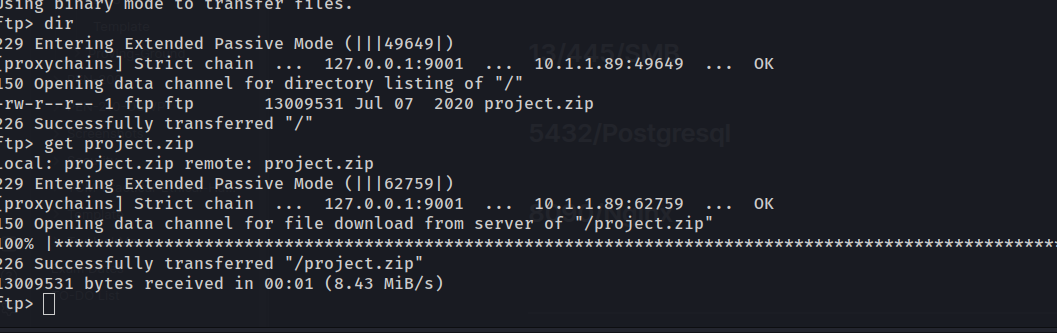 Using binary mode to transfer files.
ftp> dir
229 Entering Extended Passive Mode (|||49649|)
[proxychains] Strict chain  ...  127.0.0.1:9001  ...  10.1.1.89:49649  ...  OK
150 Opening data channel for directory listing of "/"
-rw-r--r-- 1 ftp ftp       13009531 Jul 07  2020 project.zip
226 Successfully transferred "/"
ftp> get project.zip
local: project.zip remote: project.zip
229 Entering Extended Passive Mode (|||62759|)
[proxychains] Strict chain  ...  127.0.0.1:9001  ...  10.1.1.89:62759  ...  OK
150 Opening data channel for file download from server of "/project.zip"
100% |*****************************************************************************************************
226 Successfully transferred "/project.zip"
13009531 bytes received in 00:01 (8.43 MiB/s)
ftp>
13/445/SMB
5432/Postgresql